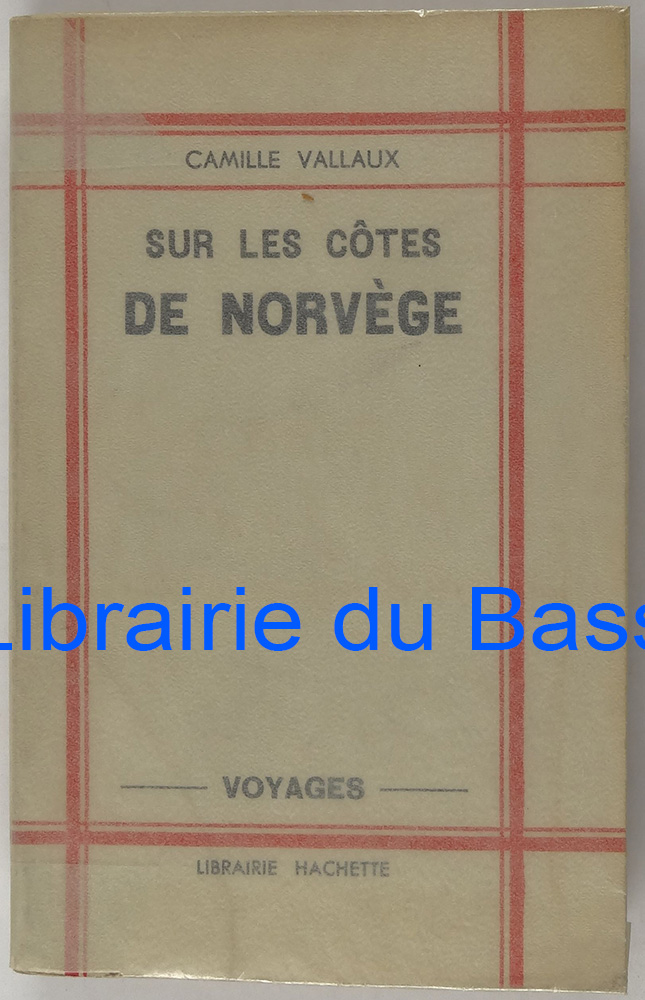 CAMILLE VALLAUX
SUR LES CÔTES
DE NORVÈGE
Librairie du Bass
VOYAGES
LIBRAIRIE HACHETTE